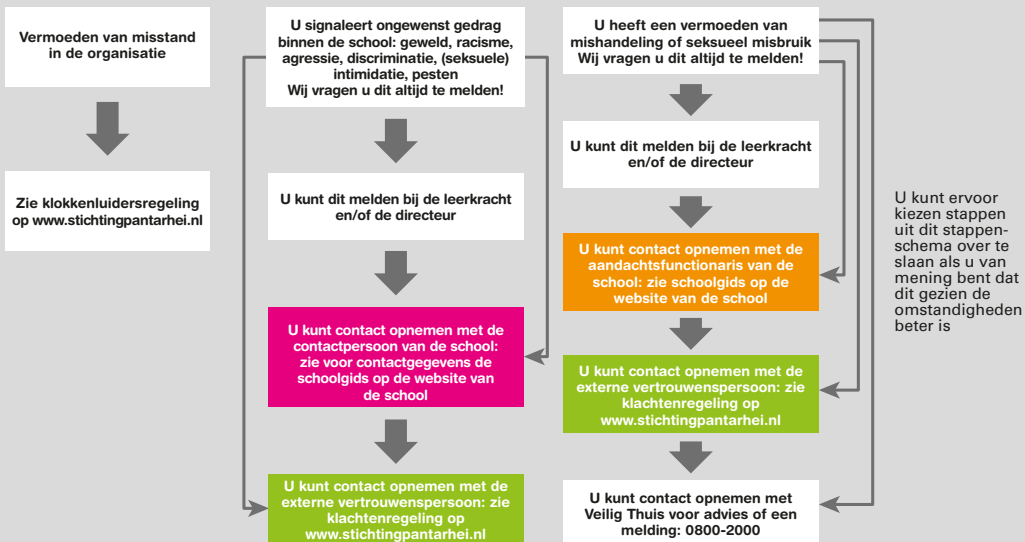 Vermoeden van misstand
in de organisatie
Zie klokkenluidersregeling
op www.stichtingpantarhei.nl
U signaleert ongewenst gedrag
binnen de school: geweld, racisme,
agressie, discriminatie, (seksuele)
intimidatie, pesten
Wij vragen u dit altijd te melden!
U kunt dit melden bij de leerkracht
en/of de directeur
U kunt contact opnemen met de
contactpersoon van de school:
zie voor contactgegevens de
schoolgids op de website van
de school
U kunt contact opnemen met de
externe vertrouwenspersoon: zie
klachtenregeling op
www.stichtingpantarhei.nl
U heeft een vermoeden van
mishandeling of seksueel misbruik
Wij vragen u dit altijd te melden!
U kunt dit melden bij de leerkracht
en/of de directeur
U kunt contact opnemen met de
aandachtsfunctionaris van de
school: zie schoolgids op de
website van de school
U kunt contact opnemen met de
externe vertrouwenspersoon: zie
klachtenregeling op
www.stichtingpantarhei.nl
U kunt contact opnemen met
Veilig Thuis voor advies of een
melding: 0800-2000
U kunt ervoor
kiezen stappen
uit dit stappen-
schema over te
slaan als u van
mening bent dat
dit gezien de
omstandigheden
beter is